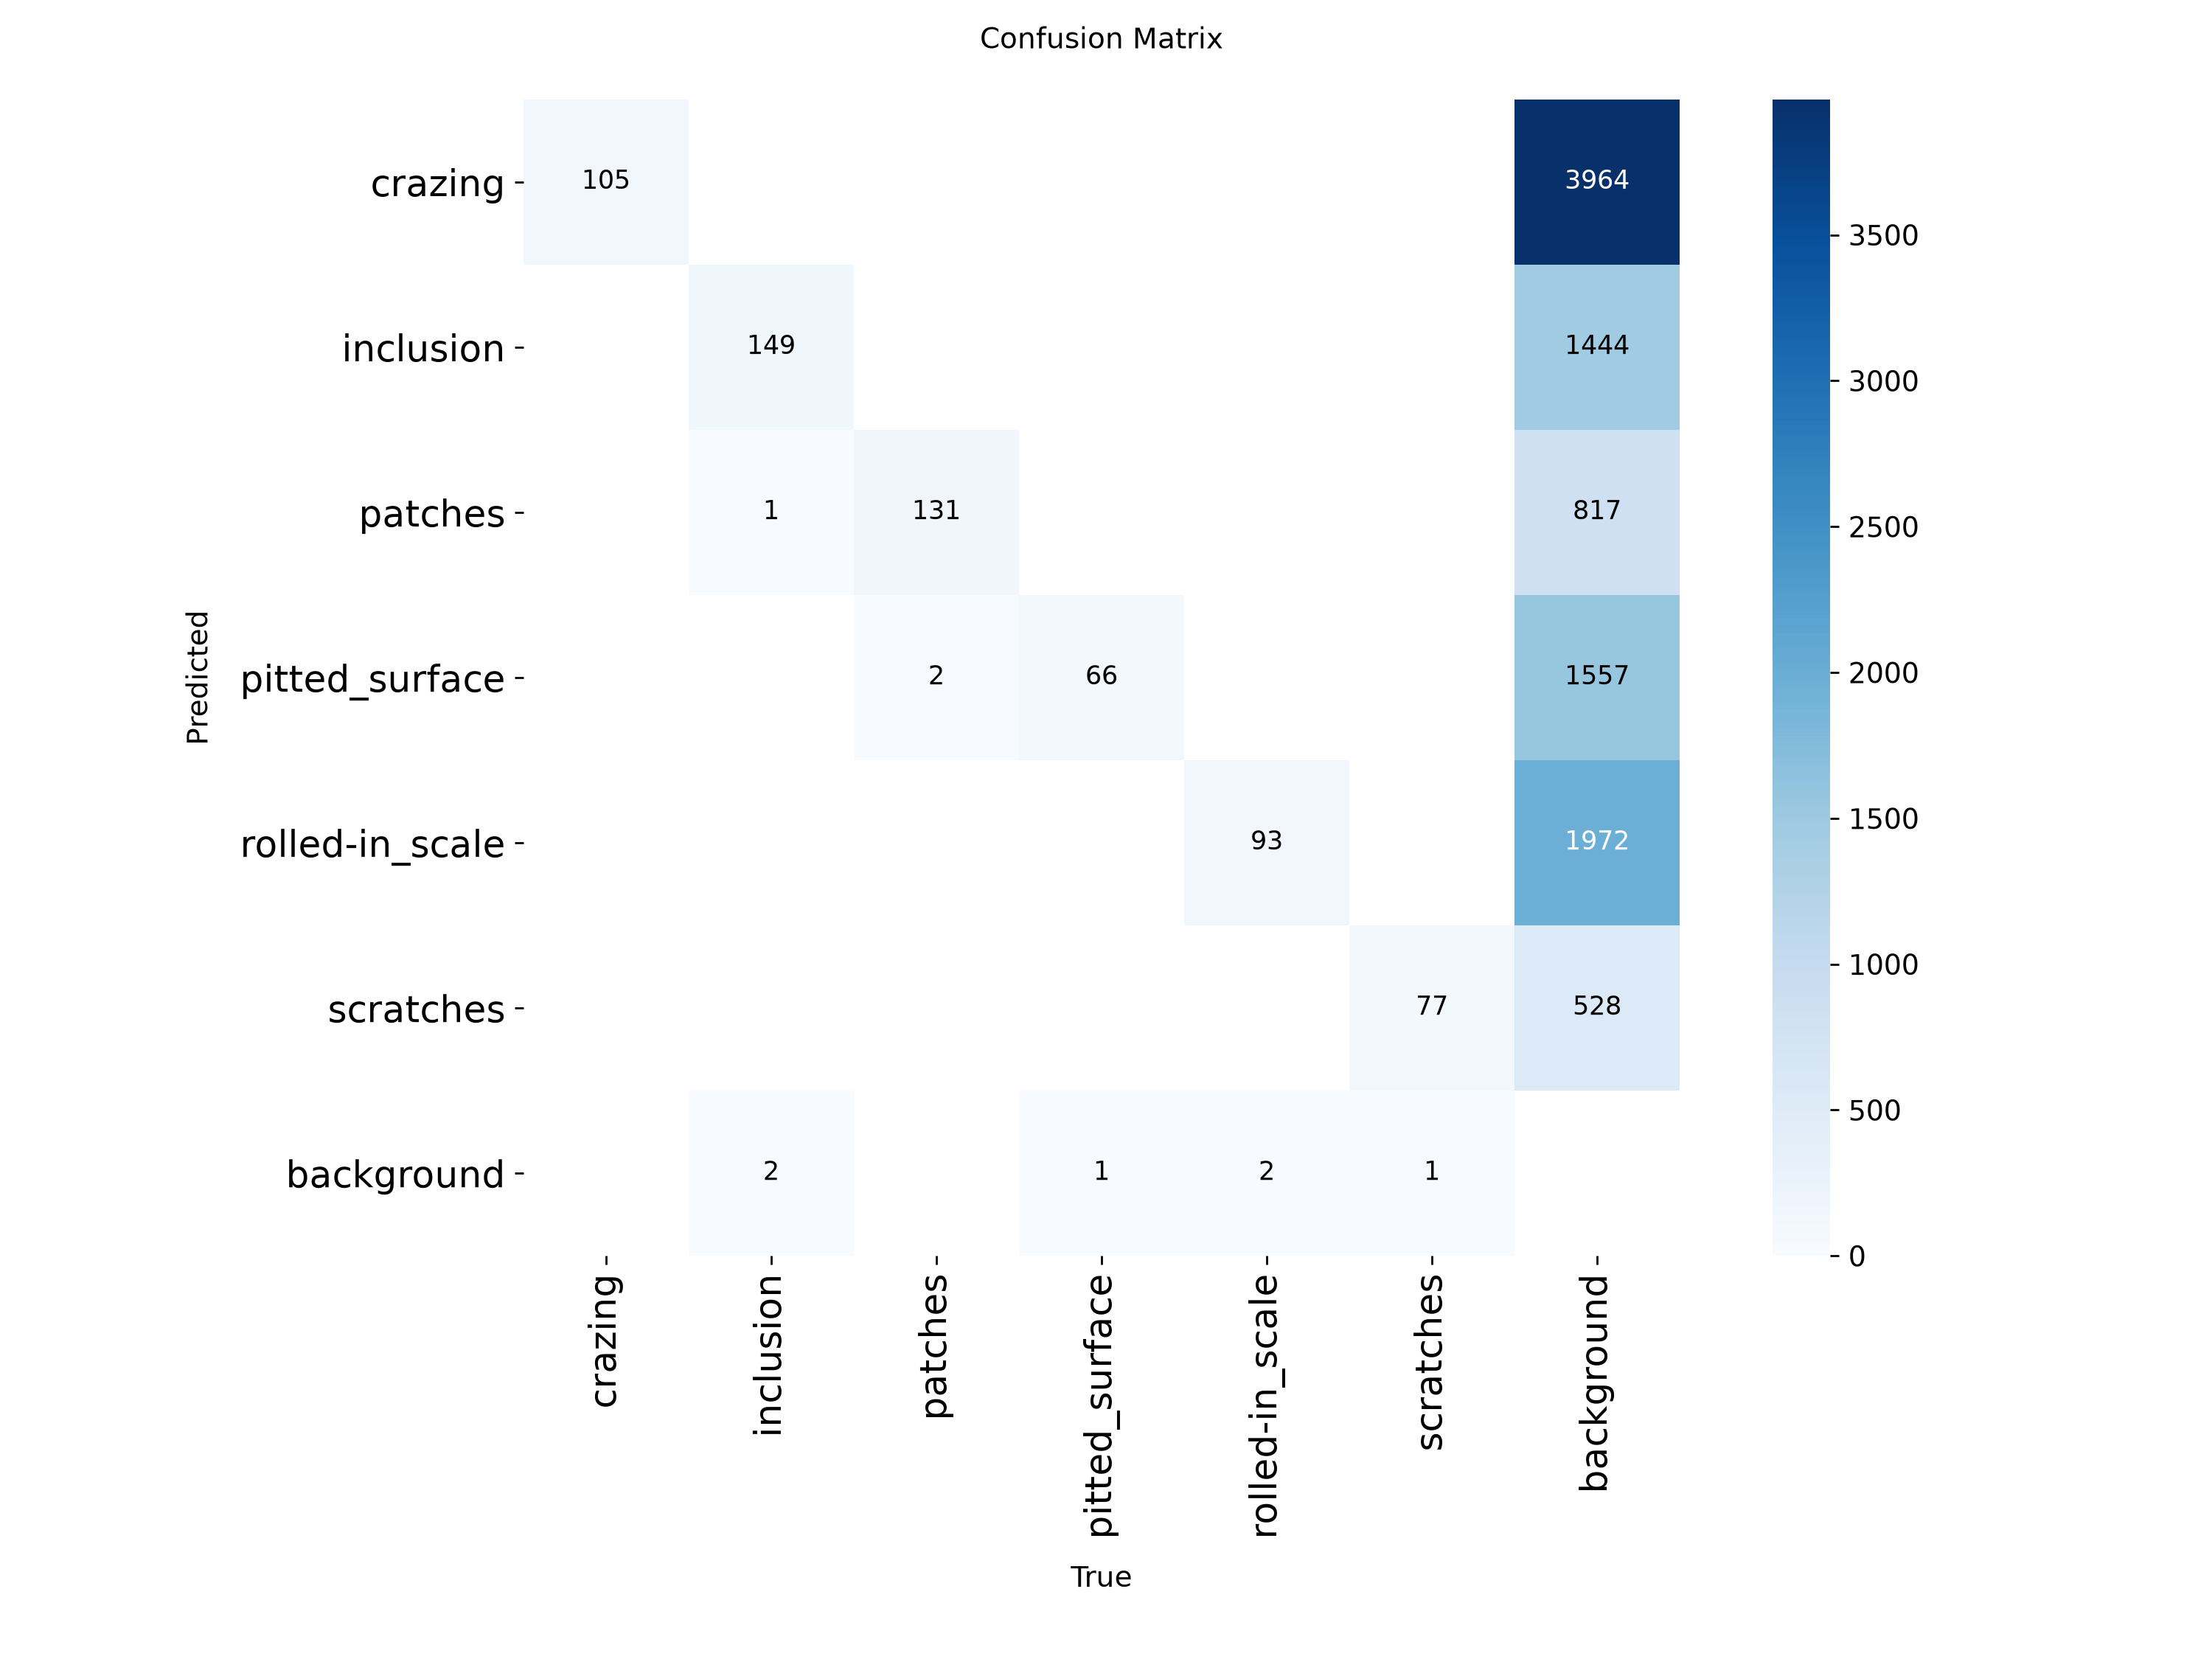 Confusion Matrix
crazing
105
3964
3500
inclusion
149
1444
3000
patches
1
131
817
2500
Predicted
pitted_surface
2
66
1557
2000
rolled-in_scale
93
1972
1500
scratches
77
528
1000
500
background
2
1
2
1
0
crazing
inclusion
patches
pitted_surface
rolled-in_scale
scratches
background
True